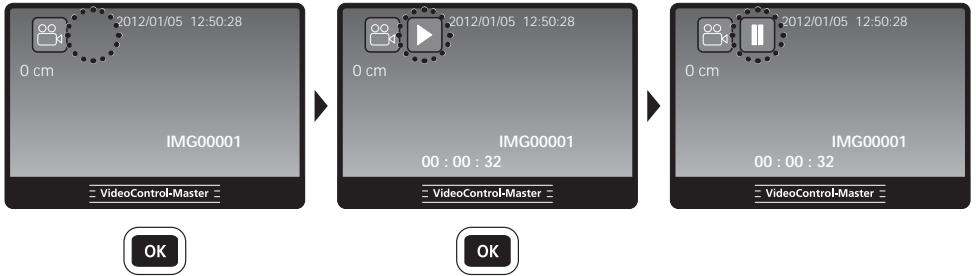 2012/01/05 12:50:28
0 cm
IMG00001
VideoControl-Master
OK
2012/01/05 12:50:28
0 cm
IMG00001
00 : 00 : 32
VideoControl-Master
OK
2012/01/05 12:50:28
0 cm
IMG00001
00 : 00 : 32
VideoControl-Master